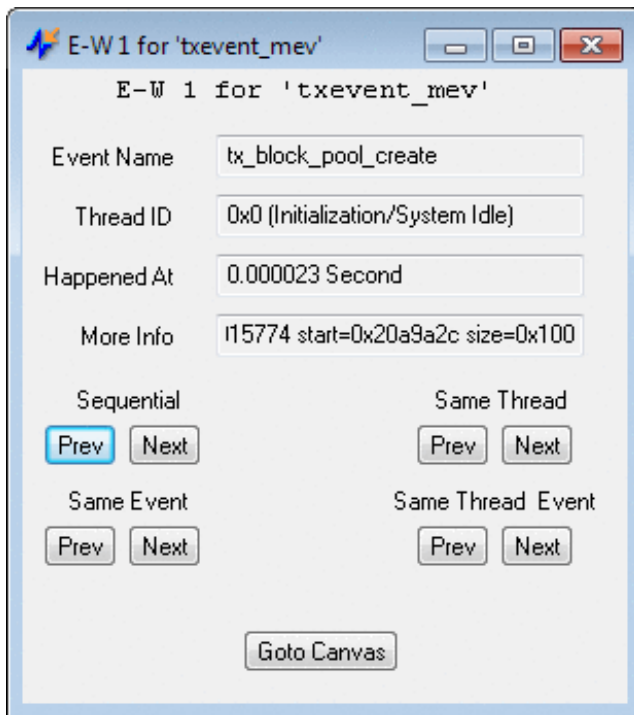 E-W 1 for 'txevent_mev'
E-W 1 for 'txevent_mev'
Event Name tx_block_pool_create
Thread ID 0x0 (Initialization/System Idle)
Happened At 0.000023 Second
More Info 15774 start=0x20a9a2c size=0x100
Sequential Same Thread
Prev Next Prev Next
Same Event Same Thread Event
Prev Next Prev Next
Goto Canvas